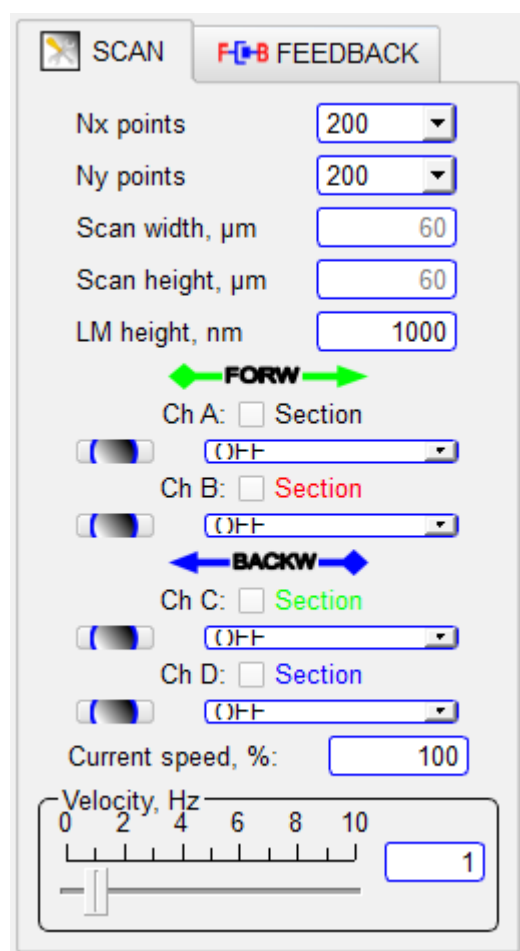 SCAN F B FEEDBACK
Nx points 200
Ny points 200
Scan width, µm 60
Scan height, µm 60
LM height, nm 1000
FORW
Ch A: Section
OFF
Ch B: Section
OFF
BACKW
Ch C: Section
OFF
Ch D: Section
OFF
Current speed, %: 100
Velocity, Hz
0 2 4 6 8 10
1